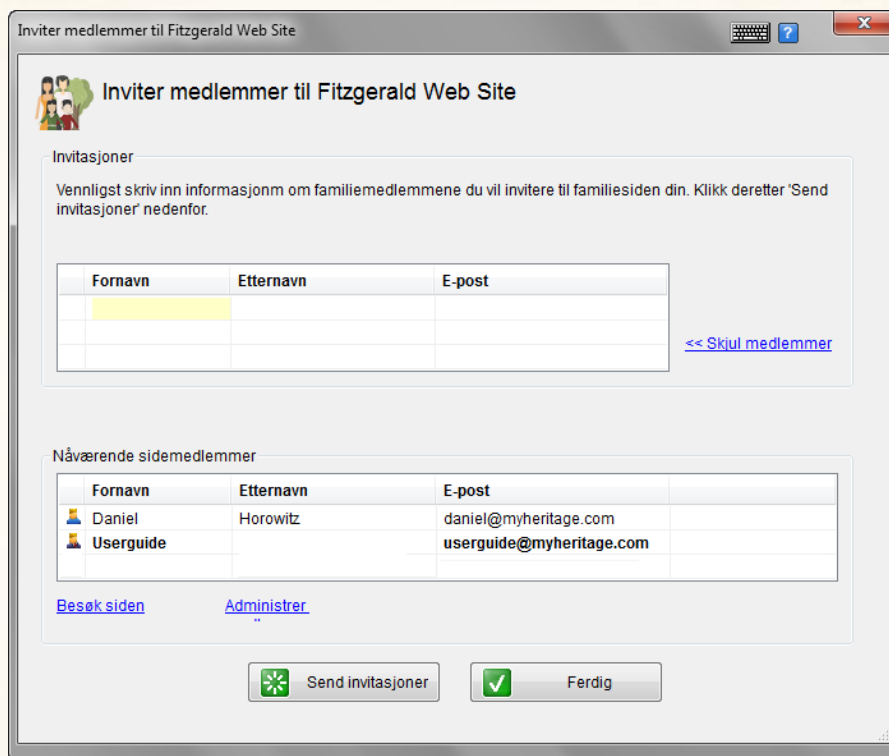 Inviter medlemmer til Fitzgerald Web Site
Inviter medlemmer til Fitzgerald Web Site
Invitasjoner
Vennligst skriv inn informasjonm om familiemedlemmene du vil invitere til familiesiden din. Klikk deretter 'Send
invitasjoner' nedenfor.
Fornavn Etternavn E-post
<< Skjul medlemmer
Nåværende sidemedlemmer
Fornavn Etternavn E-post
Daniel Horowitz daniel@myheritage.com
Userguide userguide@myheritage.com
Besøk siden Administrer
Send invitasjoner Ferdig